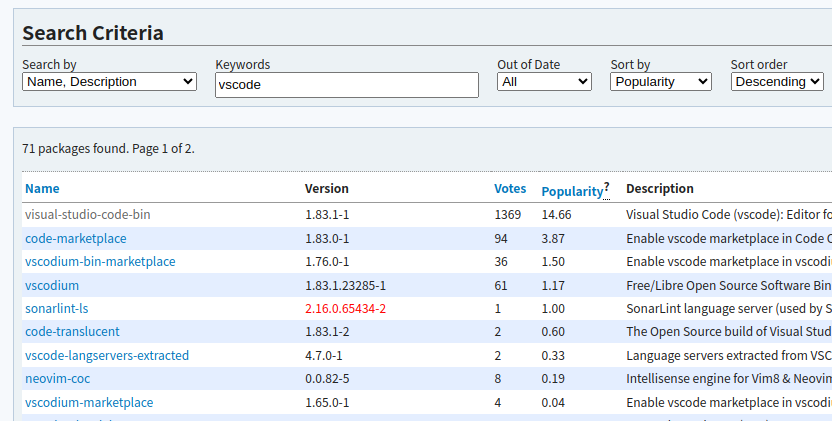 Search Criteria
Search by Keywords Out of Date Sort by Sort order
Name, Description vscode All Popularity Descending
71 packages found. Page 1 of 2.
Name Version Votes Popularity? Description
visual-studio-code-bin 1.83.1-1 1369 14.66 Visual Studio Code (vscode): Editor fo
code-marketplace 1.83.0-1 94 3.87 Enable vscode marketplace in Code
vscodium-bin-marketplace 1.76.0-1 36 1.50 Enable vscode marketplace in vscodi
vscodium 1.83.1.23285-1 61 1.17 Free/Libre Open Source Software Bin
sonarlint-ls 2.16.0.65434-2 1 1.00 SonarLint language server (used by S
code-translucent 1.83.1-2 2 0.60 The Open Source build of Visual Stud
vscode-langservers-extracted 4.7.0-1 2 0.33 Language servers extracted from VSC
neovim-coc 0.0.82-5 8 0.19 Intellisense engine for Vim8 & Neovim
vscodium-marketplace 1.65.0-1 4 0.04 Enable vscode marketplace in vscodi